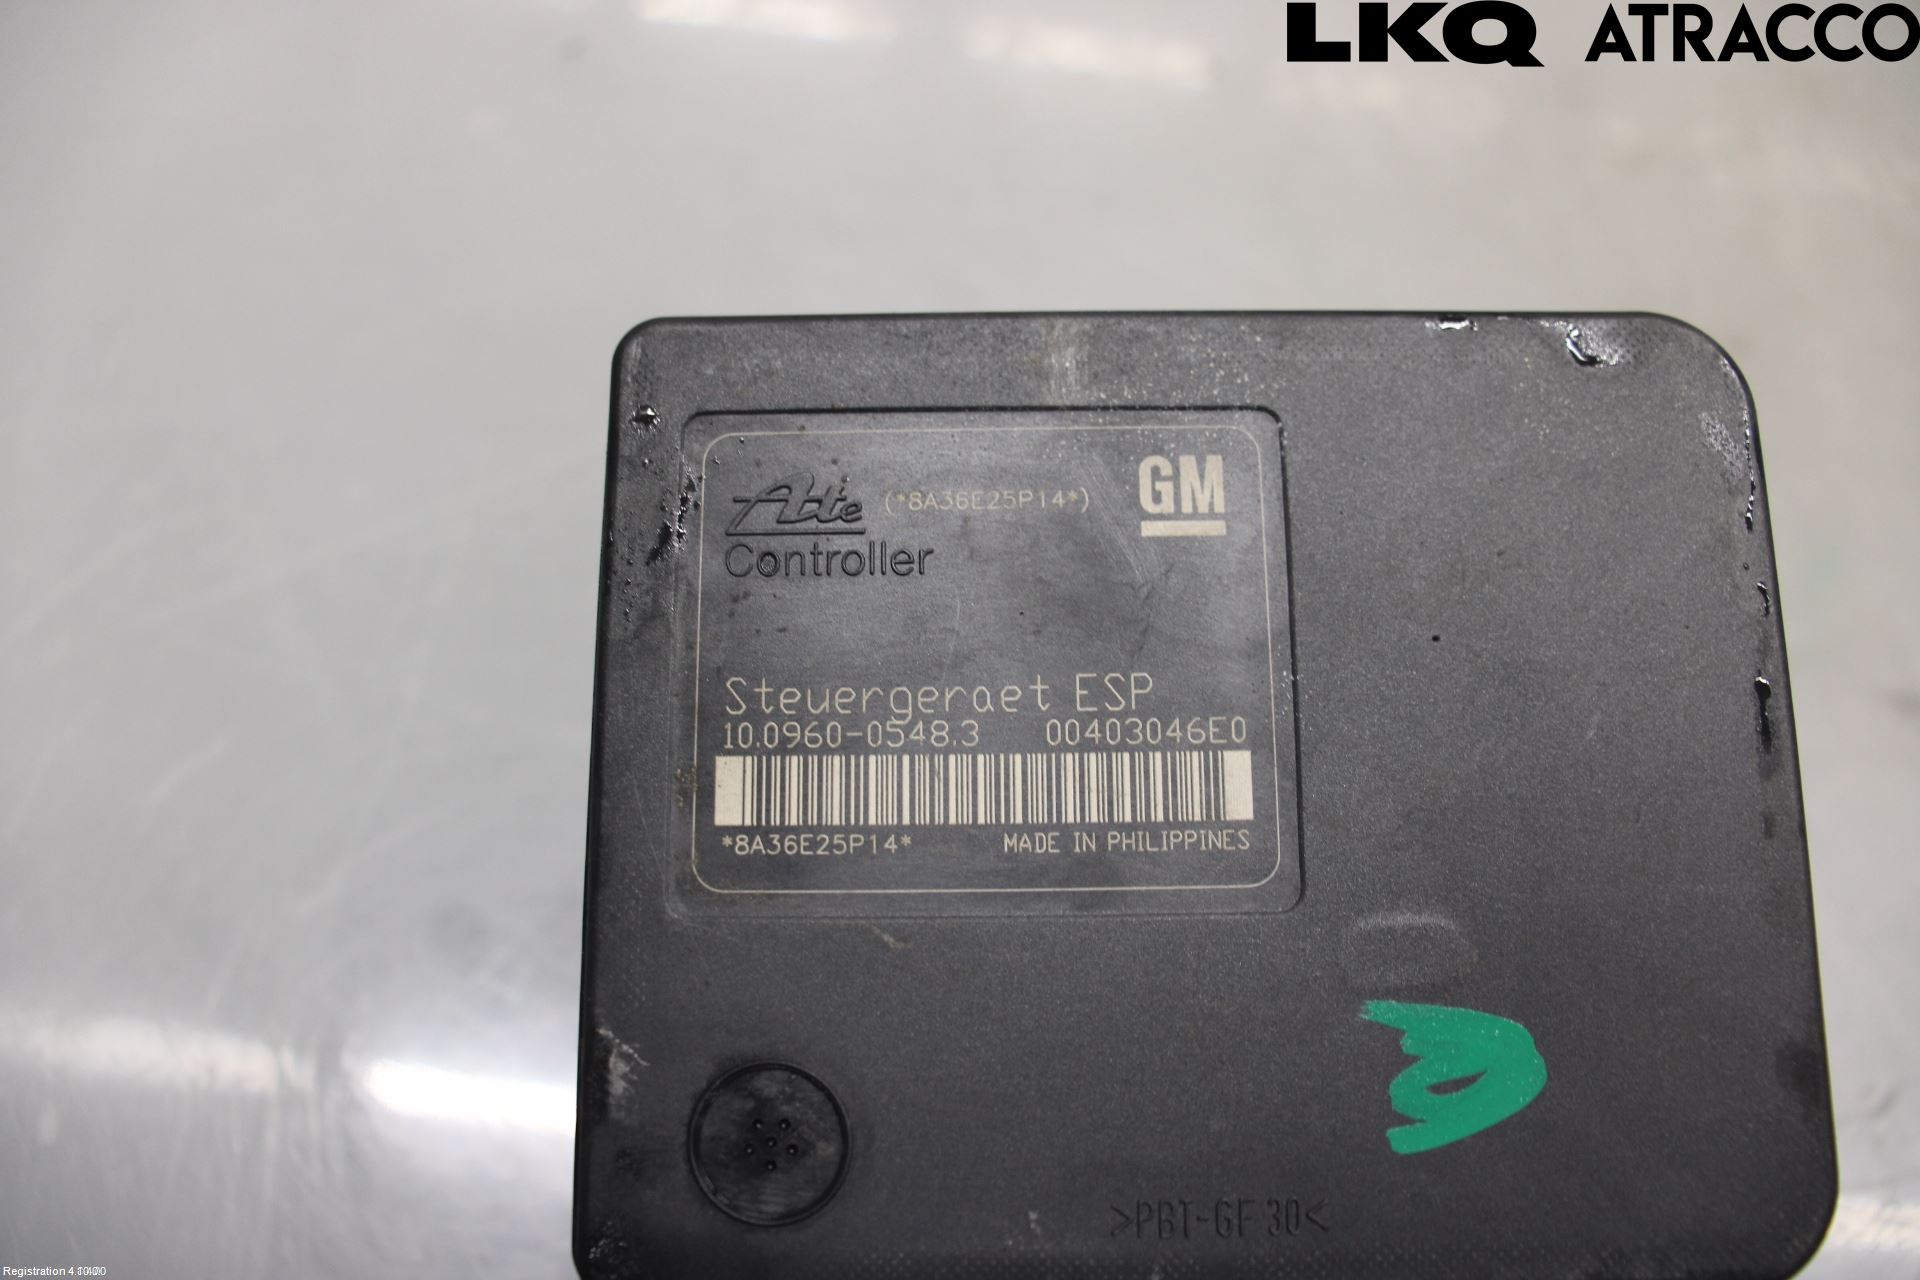 LKQ ATRACCO
Ate (*8A36E25P14*) GM
Controller
Steuergeraet ESP
10.0960-0548.3 00403046E0
*8A36E25P14* MADE IN PHILIPPINES
>PBT-GF 30<
Registration